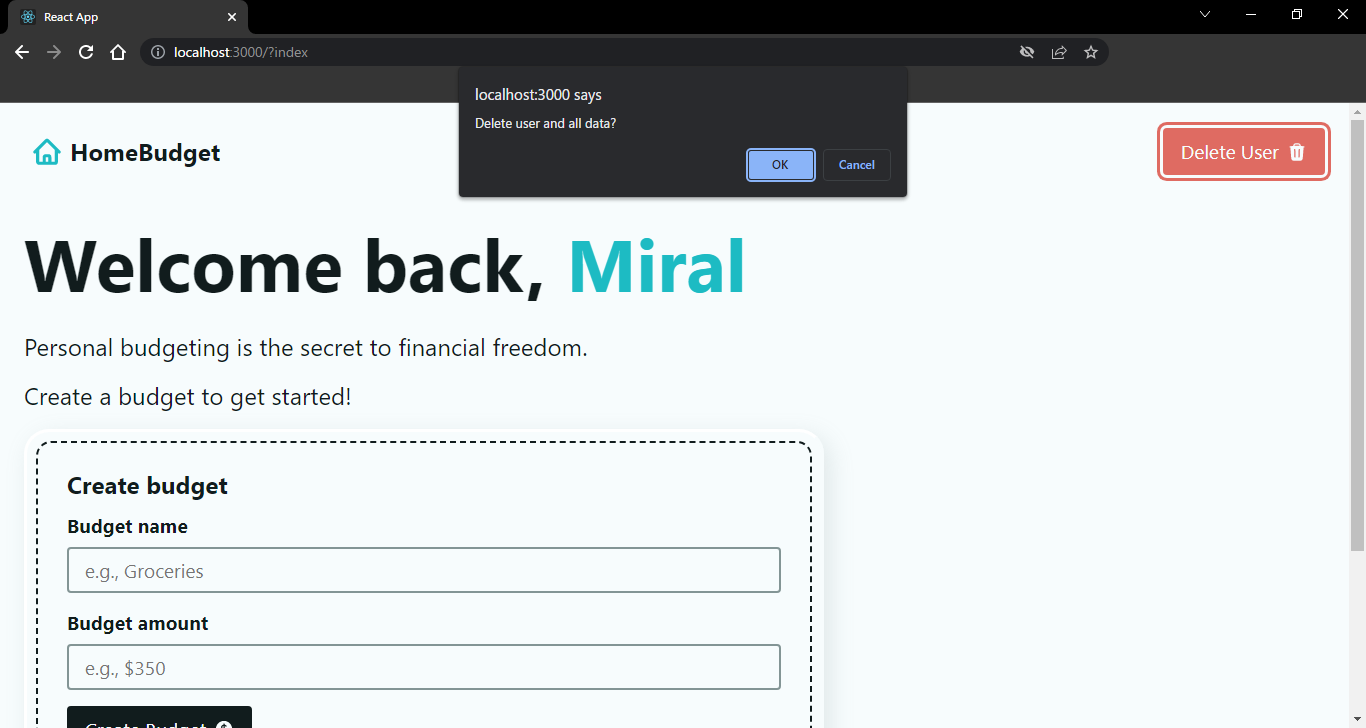 React App
localhost:3000/?index
localhost:3000 says
Delete user and all data?
OK
Cancel
HomeBudget
Delete User
Welcome back, Miral
Personal budgeting is the secret to financial freedom.
Create a budget to get started!
Create budget
Budget name
e.g., Groceries
Budget amount
e.g., $350
Create Budget